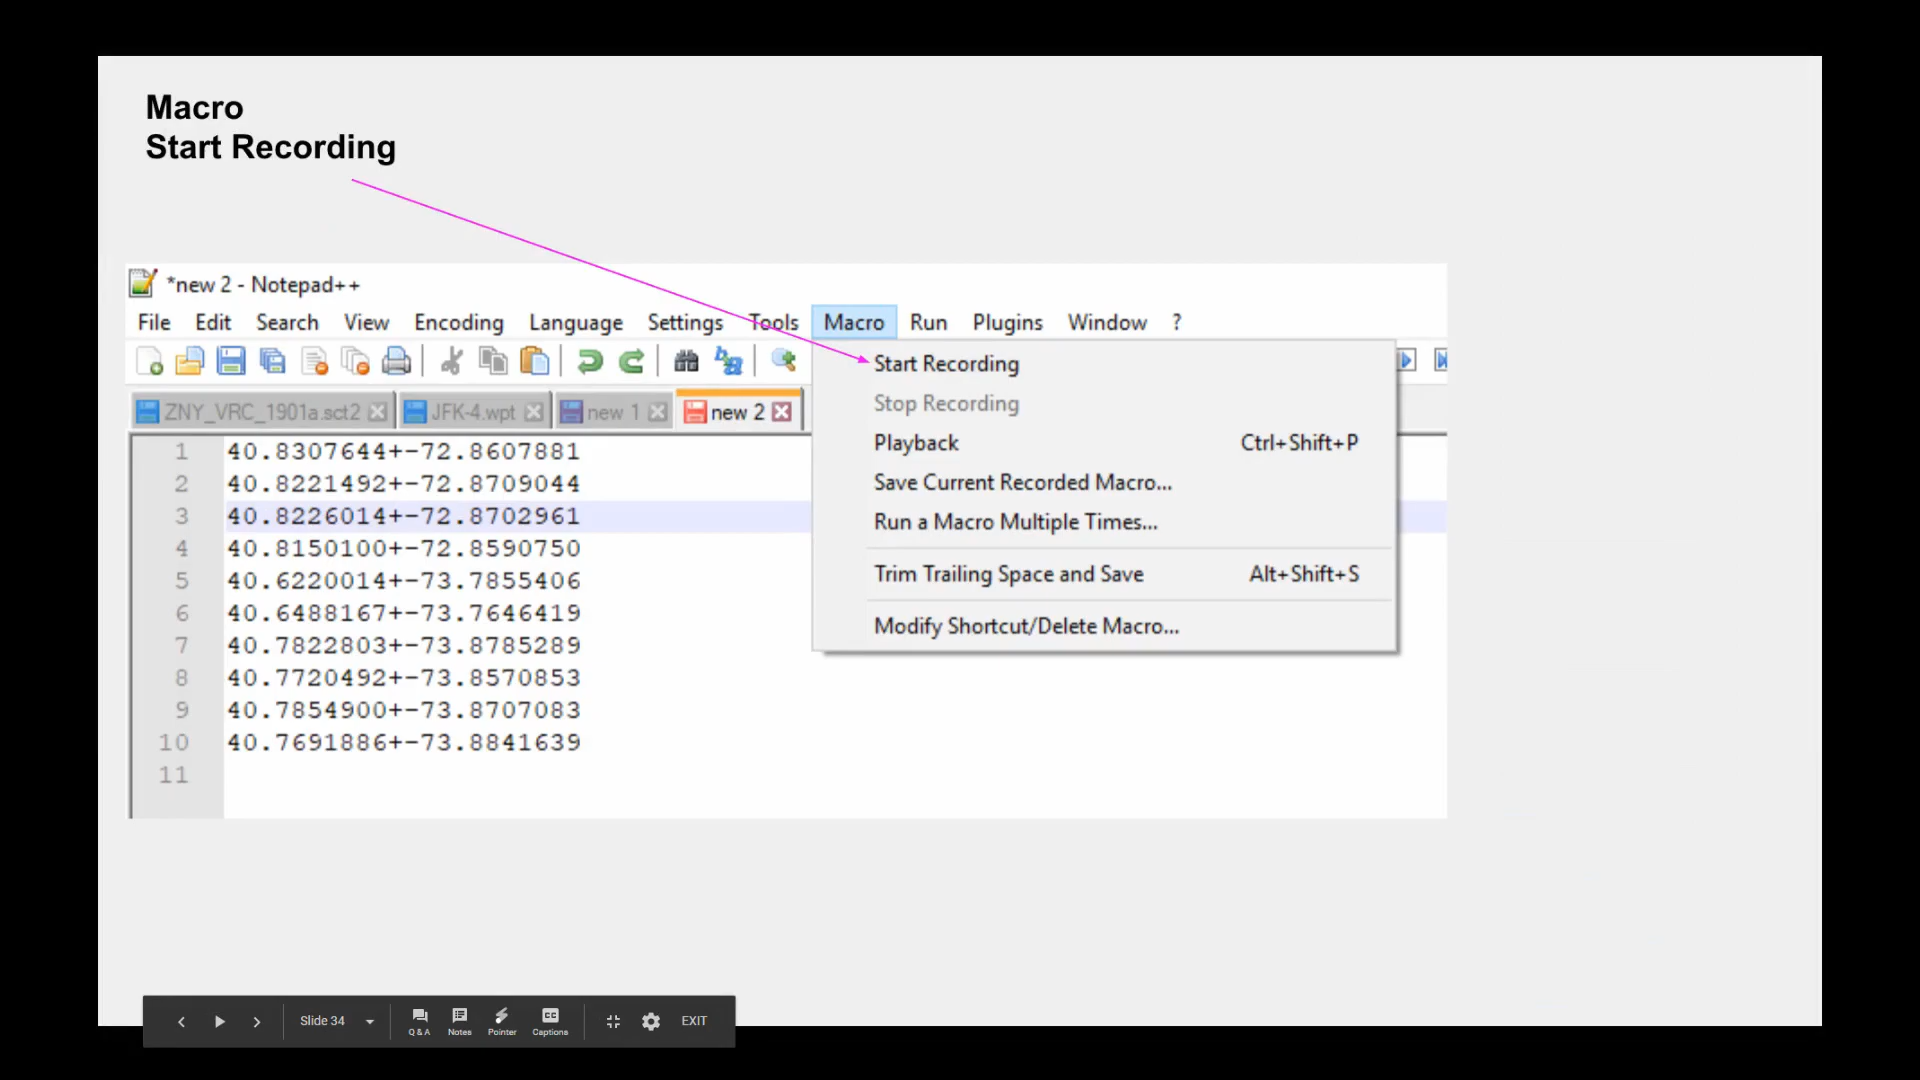 Macro
Start Recording
*new 2 - Notepad++
File Edit Search View Encoding Language Settings Tools Macro Run Plugins Window ?
ZNY_VRC_1901a.sct2 JFK-4.wpt new 1 new 2
Start Recording
Stop Recording
Playback Ctrl+Shift+P
Save Current Recorded Macro...
Run a Macro Multiple Times...
Trim Trailing Space and Save Alt+Shift+S
Modify Shortcut/Delete Macro...
1 40.8307644+-72.8607881
2 40.8221492+-72.8709044
3 40.8226014+-72.8702961
4 40.8150100+-72.8590750
5 40.6220014+-73.7855406
6 40.6488167+-73.7646419
7 40.7822803+-73.8785289
8 40.7720492+-73.8570853
9 40.7854900+-73.8707083
10 40.7691886+-73.8841639
11
Slide 34 Q & A Notes Pointer CC Captions EXIT